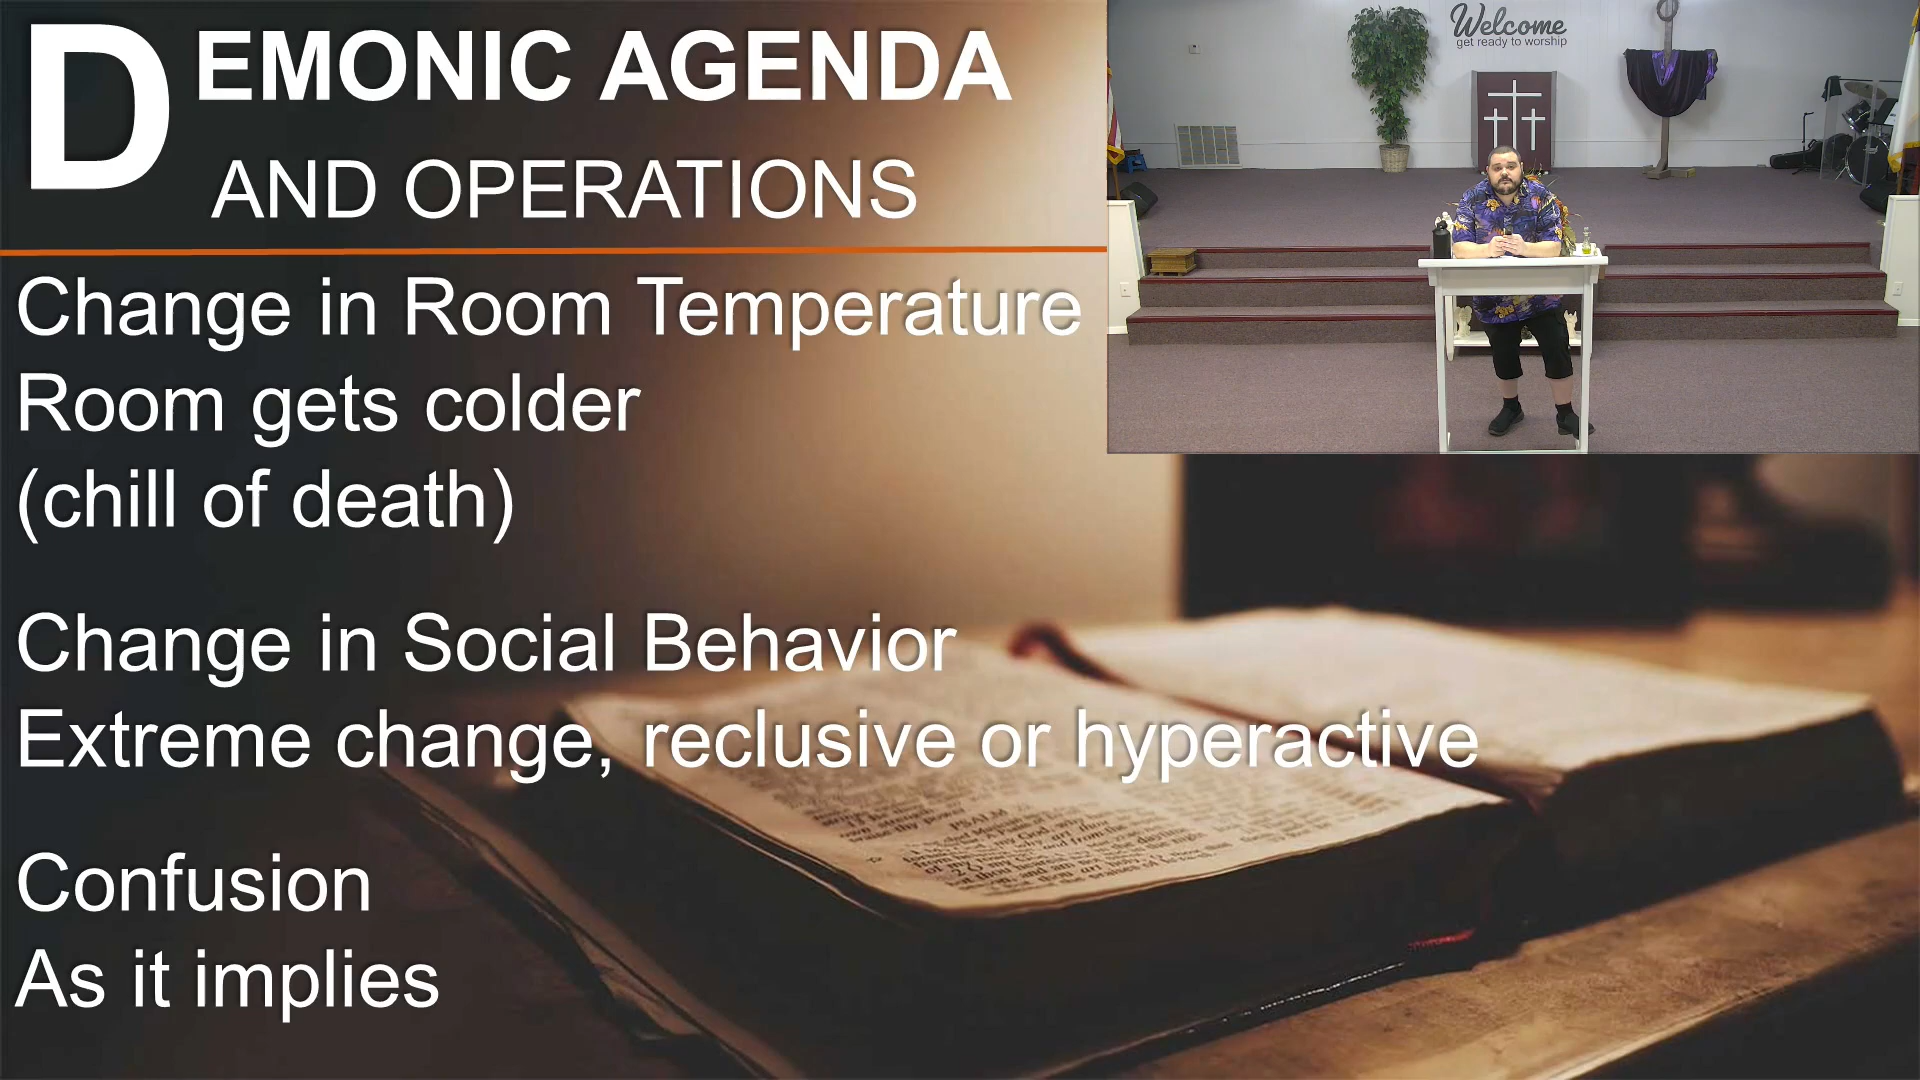 DEMONIC AGENDA
AND OPERATIONS
Welcome
get ready to worship
Change in Room Temperature
Room gets colder
(chill of death)
Change in Social Behavior
Extreme change, reclusive or hyperactive
Confusion
As it implies
PSALM